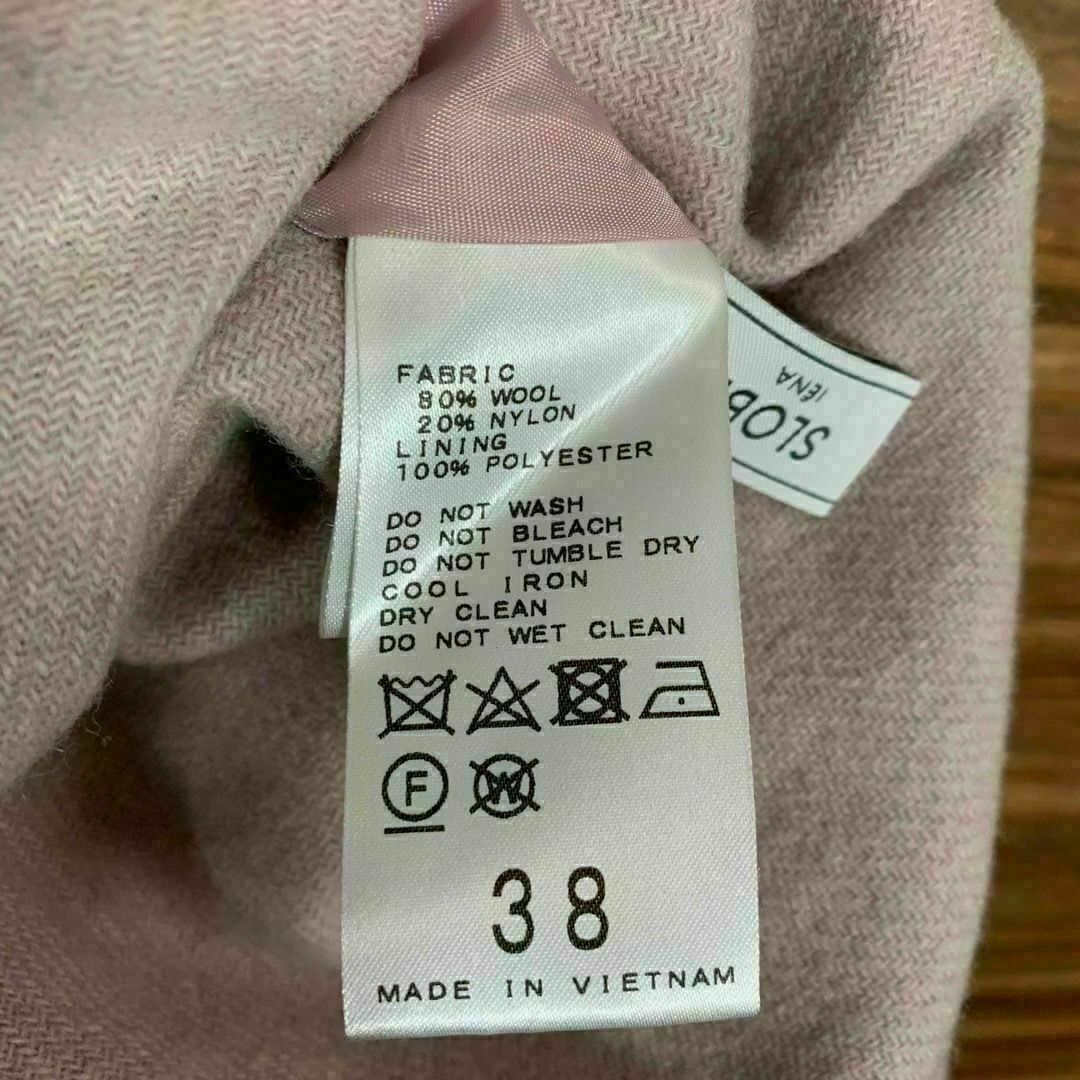 FABRIC
80% WOOL
20% NYLON
LINING
100% POLYESTER
DO NOT WASH
DO NOT BLEACH
DO NOT TUMBLE DRY
COOL IRON
DRY CLEAN
DO NOT WET CLEAN
F W
38
MADE IN VIETNAM
IENA